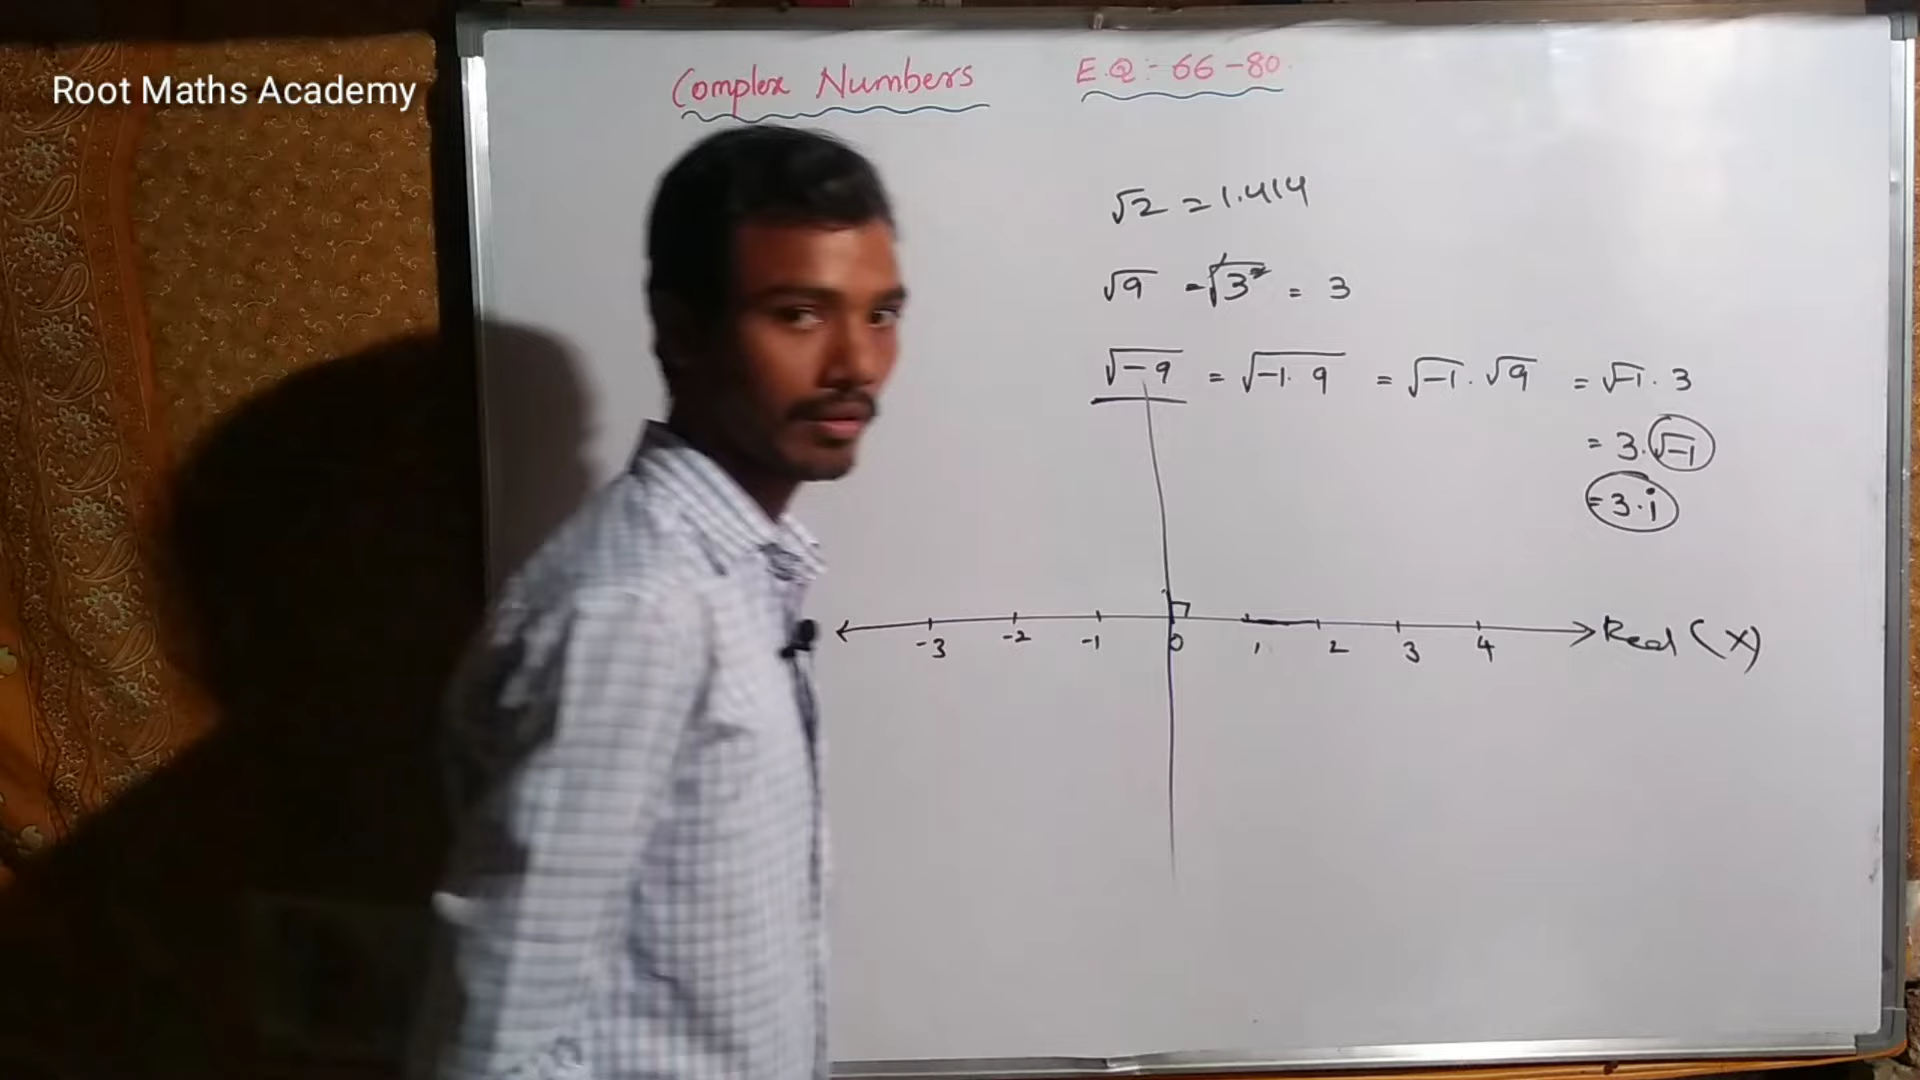 Root Maths Academy
Complex Numbers E.Q:- 66-80.
√2 = 1.414
√9 = √3² = 3
√-9 = √-1. 9 = √-1. √9 = √-1. 3
= 3.√-1
= 3.i
-3 -2 -1 0 1 2 3 4 Real (X)